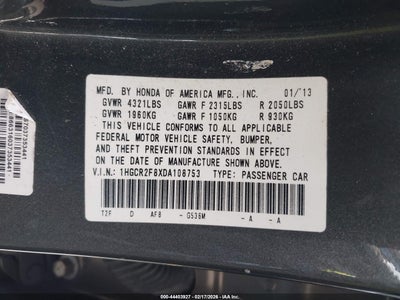 MFD. BY HONDA OF AMERICA MFG., INC. 01/'13
GVWR 4321LBS GAWR F 2315LBS R 2050LBS
GVWR 1960KG GAWR F 1050KG R 930KG
THIS VEHICLE CONFORMS TO ALL APPLICABLE
FEDERAL MOTOR VEHICLE SAFETY, BUMPER,
AND THEFT PREVENTION STANDARDS IN EFFECT
ON THE DATE OF MANUFACTURE SHOWN ABOVE.
V.I.N.: 1HGCR2F8XDA108753 TYPE: PASSENGER CAR
T2F D AF8 - G536M - A - A
000-44403927 | 02/17/2026 | IAA, LLC